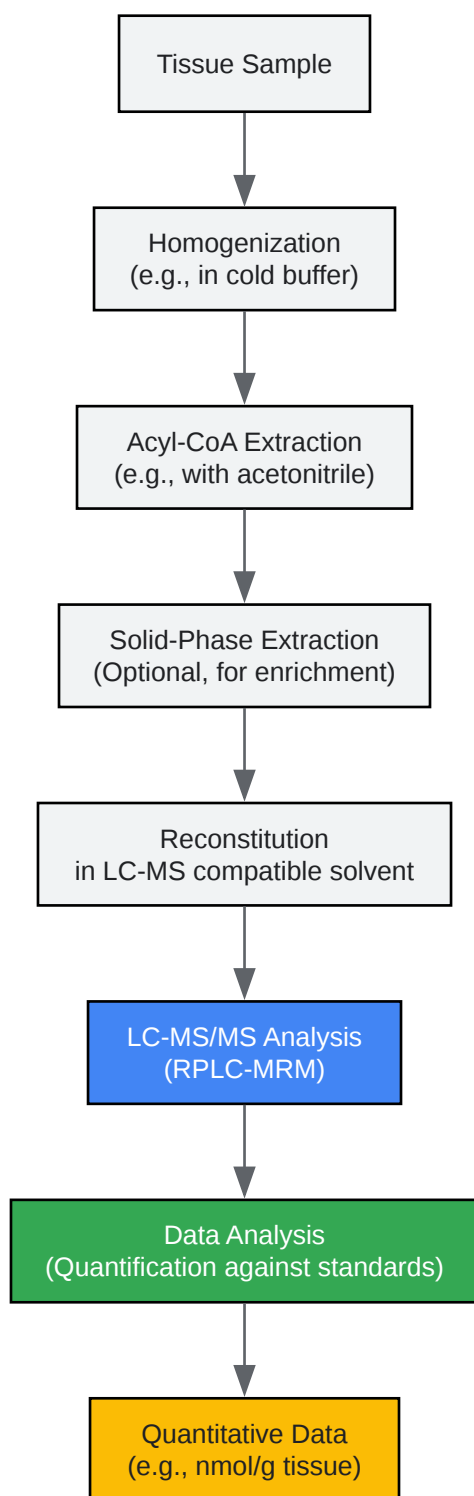 Tissue Sample
Homogenization
(e.g., in cold buffer)
Acyl-CoA Extraction
(e.g., with acetonitrile)
Solid-Phase Extraction
(Optional, for enrichment)
Reconstitution
in LC-MS compatible solvent
LC-MS/MS Analysis
(RPLC-MRM)
Data Analysis
(Quantification against standards)
Quantitative Data
(e.g., nmol/g tissue)